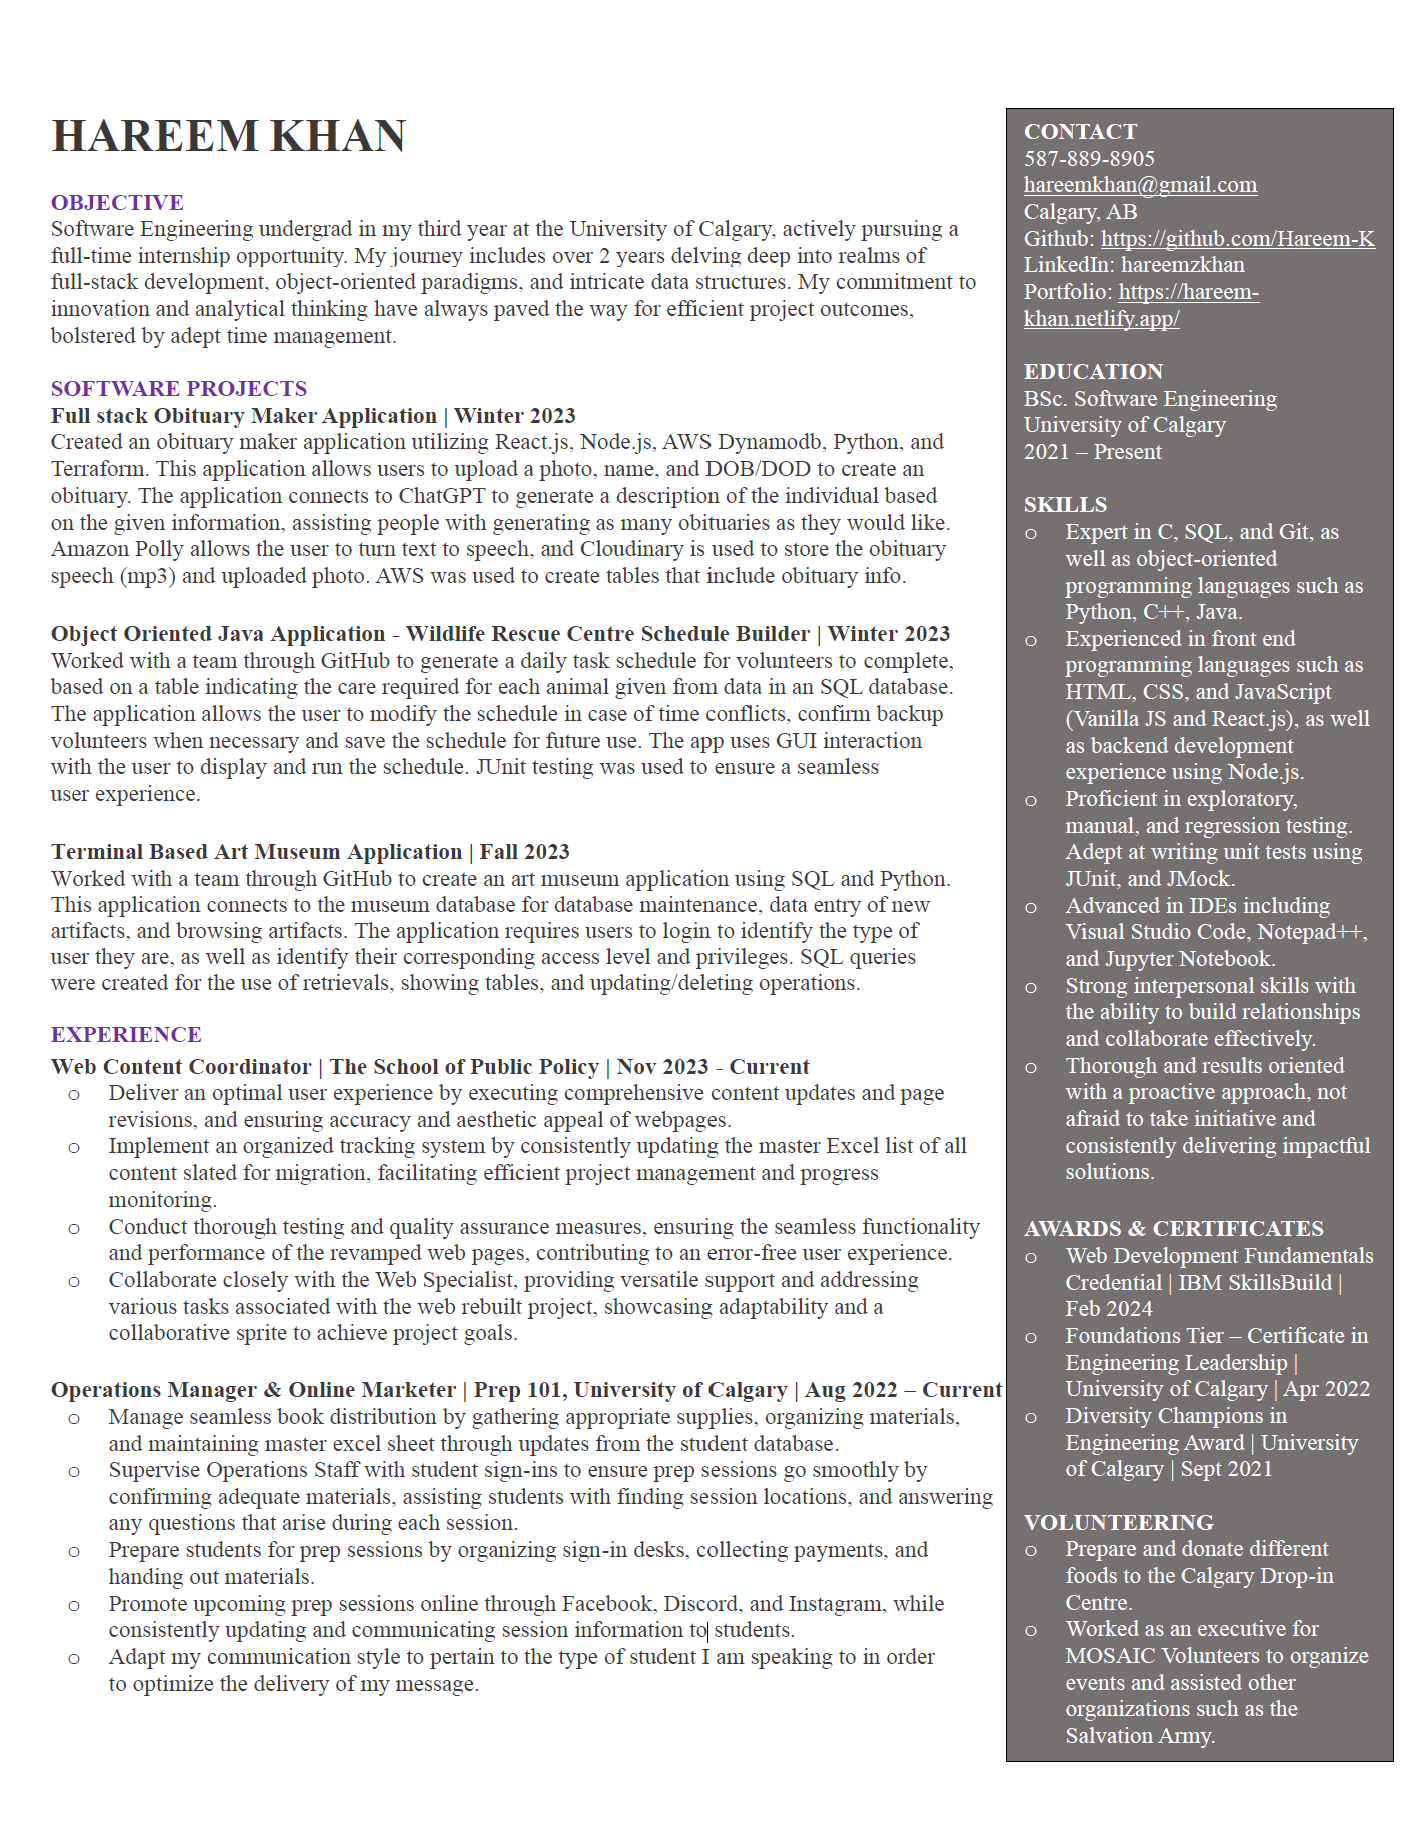 HAREEM KHAN
OBJECTIVE
Software Engineering undergrad in my third year at the University of Calgary, actively pursuing a
full-time internship opportunity. My journey includes over 2 years delving deep into realms of
full-stack development, object-oriented paradigms, and intricate data structures. My commitment to
innovation and analytical thinking have always paved the way for efficient project outcomes,
bolstered by adept time management.
SOFTWARE PROJECTS
Full stack Obituary Maker Application | Winter 2023
Created an obituary maker application utilizing React.js, Node.js, AWS Dynamodb, Python, and
Terraform. This application allows users to upload a photo, name, and DOB/DOD to create an
obituary. The application connects to ChatGPT to generate a description of the individual based
on the given information, assisting people with generating as many obituaries as they would like.
Amazon Polly allows the user to turn text to speech, and Cloudinary is used to store the obituary
speech (mp3) and uploaded photo. AWS was used to create tables that include obituary info.
Object Oriented Java Application - Wildlife Rescue Centre Schedule Builder | Winter 2023
Worked with a team through GitHub to generate a daily task schedule for volunteers to complete,
based on a table indicating the care required for each animal given from data in an SQL database.
The application allows the user to modify the schedule in case of time conflicts, confirm backup
volunteers when necessary and save the schedule for future use. The app uses GUI interaction
with the user to display and run the schedule. JUnit testing was used to ensure a seamless
user experience.
Terminal Based Art Museum Application | Fall 2023
Worked with a team through GitHub to create an art museum application using SQL and Python.
This application connects to the museum database for database maintenance, data entry of new
artifacts, and browsing artifacts. The application requires users to login to identify the type of
user they are, as well as identify their corresponding access level and privileges. SQL queries
were created for the use of retrievals, showing tables, and updating/deleting operations.
EXPERIENCE
Web Content Coordinator | The School of Public Policy | Nov 2023 - Current
o Deliver an optimal user experience by executing comprehensive content updates and page
revisions, and ensuring accuracy and aesthetic appeal of webpages.
o Implement an organized tracking system by consistently updating the master Excel list of all
content slated for migration, facilitating efficient project management and progress
monitoring.
o Conduct thorough testing and quality assurance measures, ensuring the seamless functionality
and performance of the revamped web pages, contributing to an error-free user experience.
o Collaborate closely with the Web Specialist, providing versatile support and addressing
various tasks associated with the web rebuilt project, showcasing adaptability and a
collaborative sprite to achieve project goals.
Operations Manager & Online Marketer | Prep 101, University of Calgary | Aug 2022 – Current
o Manage seamless book distribution by gathering appropriate supplies, organizing materials,
and maintaining master excel sheet through updates from the student database.
o Supervise Operations Staff with student sign-ins to ensure prep sessions go smoothly by
confirming adequate materials, assisting students with finding session locations, and answering
any questions that arise during each session.
o Prepare students for prep sessions by organizing sign-in desks, collecting payments, and
handing out materials.
o Promote upcoming prep sessions online through Facebook, Discord, and Instagram, while
consistently updating and communicating session information to students.
o Adapt my communication style to pertain to the type of student I am speaking to in order
to optimize the delivery of my message.
CONTACT
587-889-8905
hareemkhan@gmail.com
Calgary, AB
Github: https://github.com/Hareem-K
LinkedIn: hareemzkhan
Portfolio: https://hareem-
khan.netlify.app/
EDUCATION
BSc. Software Engineering
University of Calgary
2021 – Present
SKILLS
o Expert in C, SQL, and Git, as
well as object-oriented
programming languages such as
Python, C++, Java.
o Experienced in front end
programming languages such as
HTML, CSS, and JavaScript
(Vanilla JS and React.js), as well
as backend development
experience using Node.js.
o Proficient in exploratory,
manual, and regression testing.
Adept at writing unit tests using
JUnit, and JMock.
o Advanced in IDEs including
Visual Studio Code, Notepad++,
and Jupyter Notebook.
o Strong interpersonal skills with
the ability to build relationships
and collaborate effectively.
o Thorough and results oriented
with a proactive approach, not
afraid to take initiative and
consistently delivering impactful
solutions.
AWARDS & CERTIFICATES
o Web Development Fundamentals
Credential | IBM SkillsBuild |
Feb 2024
o Foundations Tier – Certificate in
Engineering Leadership |
University of Calgary | Apr 2022
o Diversity Champions in
Engineering Award | University
of Calgary | Sept 2021
VOLUNTEERING
o Prepare and donate different
foods to the Calgary Drop-in
Centre.
o Worked as an executive for
MOSAIC Volunteers to organize
events and assisted other
organizations such as the
Salvation Army.